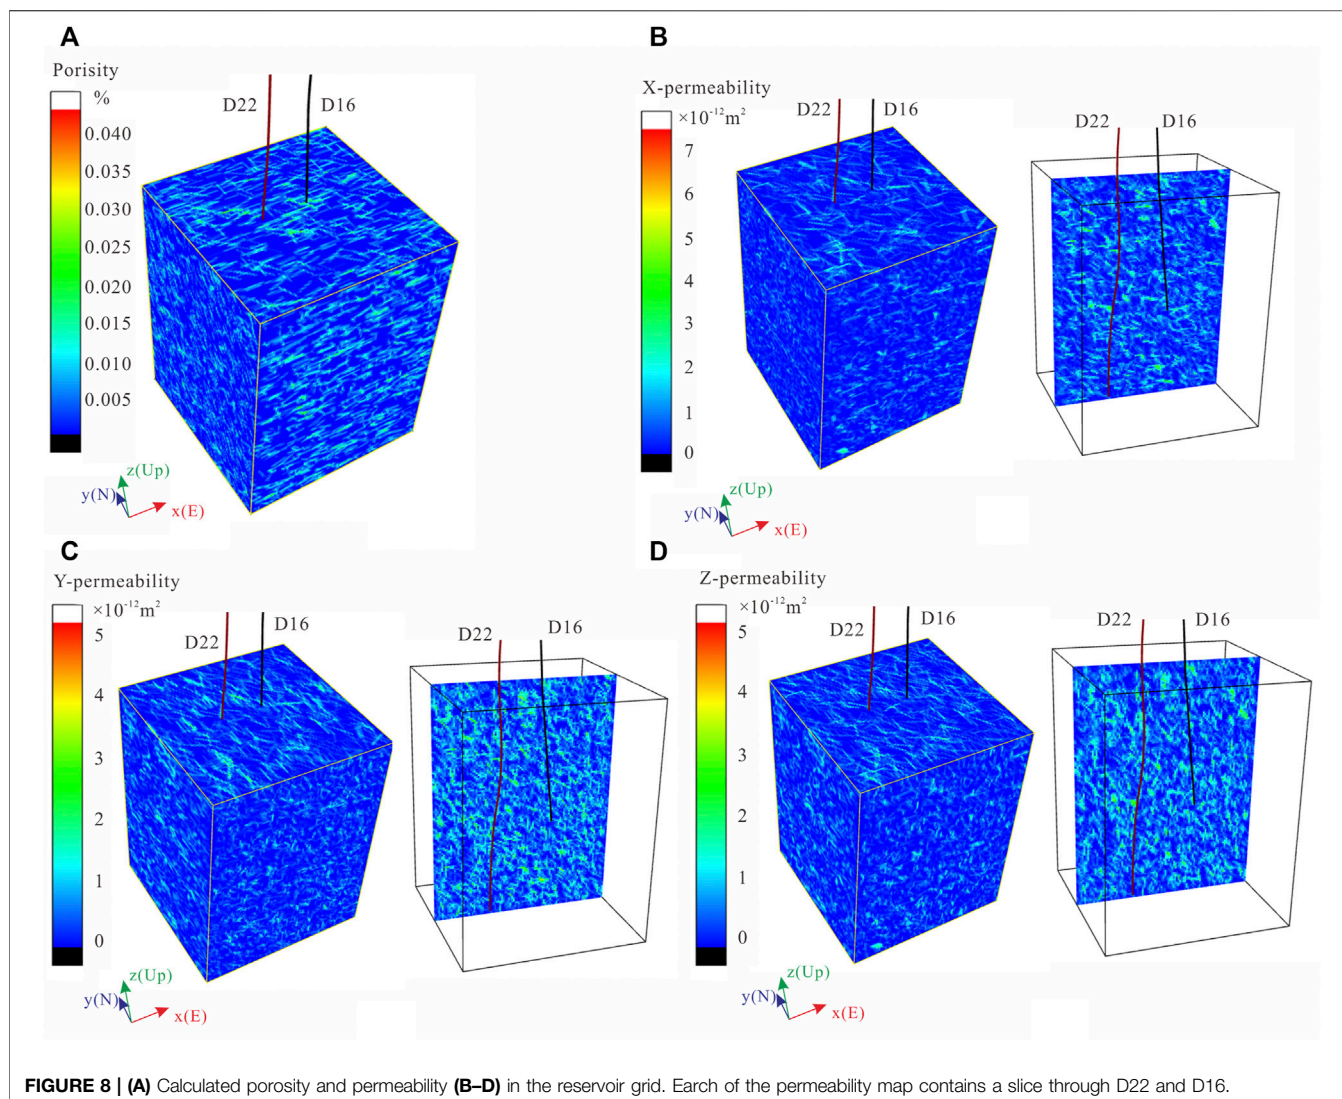 A
Porisity
%
0.040
0.035
0.030
0.025
0.020
0.015
0.010
0.005
D22
D16
z(Up)
y(N)
x(E)
B
X-permeability
×10⁻¹²m²
7
6
5
4
3
2
1
0
D22
D16
D22
D16
z(Up)
y(N)
x(E)
C
Y-permeability
×10⁻¹²m²
5
4
3
2
1
0
D22
D16
D22
D16
z(Up)
y(N)
x(E)
D
Z-permeability
×10⁻¹²m²
5
4
3
2
1
0
D22
D16
D22
D16
z(Up)
y(N)
x(E)
FIGURE 8 | (A) Calculated porosity and permeability (B–D) in the reservoir grid. Earch of the permeability map contains a slice through D22 and D16.